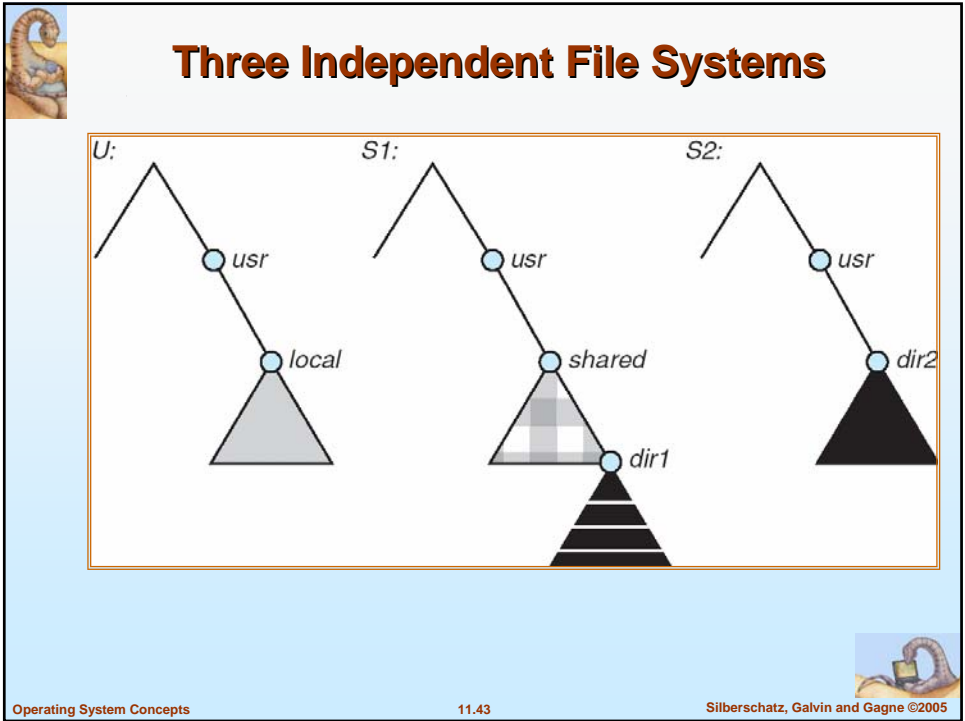 Three Independent File Systems
U: S1: S2:
usr usr usr
local shared dir2
dir1
Operating System Concepts 11.43 Silberschatz, Galvin and Gagne ©2005